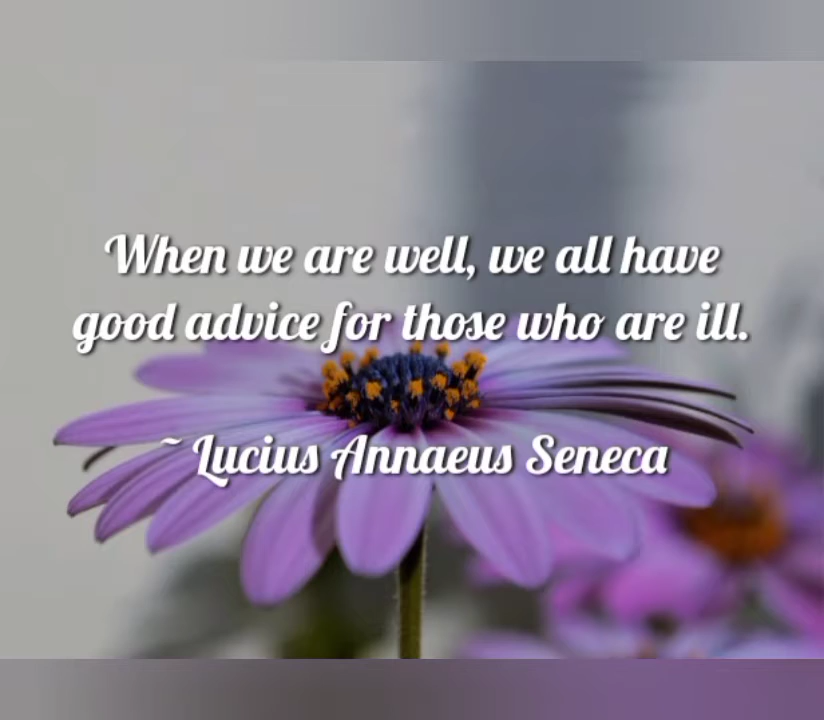 When we are well, we all have
good advice for those who are ill.
~ Lucius Annaeus Seneca